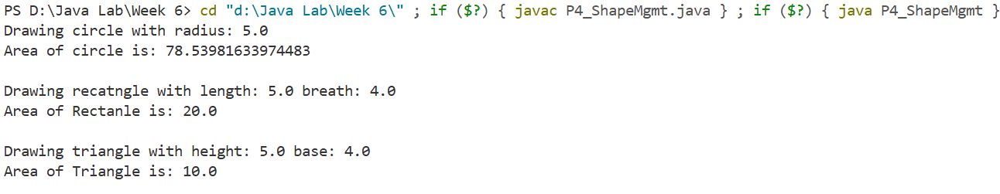 PS D:\Java Lab\Week 6> cd "d:\Java Lab\Week 6\" ; if ($?) { javac P4_ShapeMgmt.java } ; if ($?) { java P4_ShapeMgmt }
Drawing circle with radius: 5.0
Area of circle is: 78.53981633974483
Drawing recatngle with length: 5.0 breath: 4.0
Area of Rectanle is: 20.0
Drawing triangle with height: 5.0 base: 4.0
Area of Triangle is: 10.0